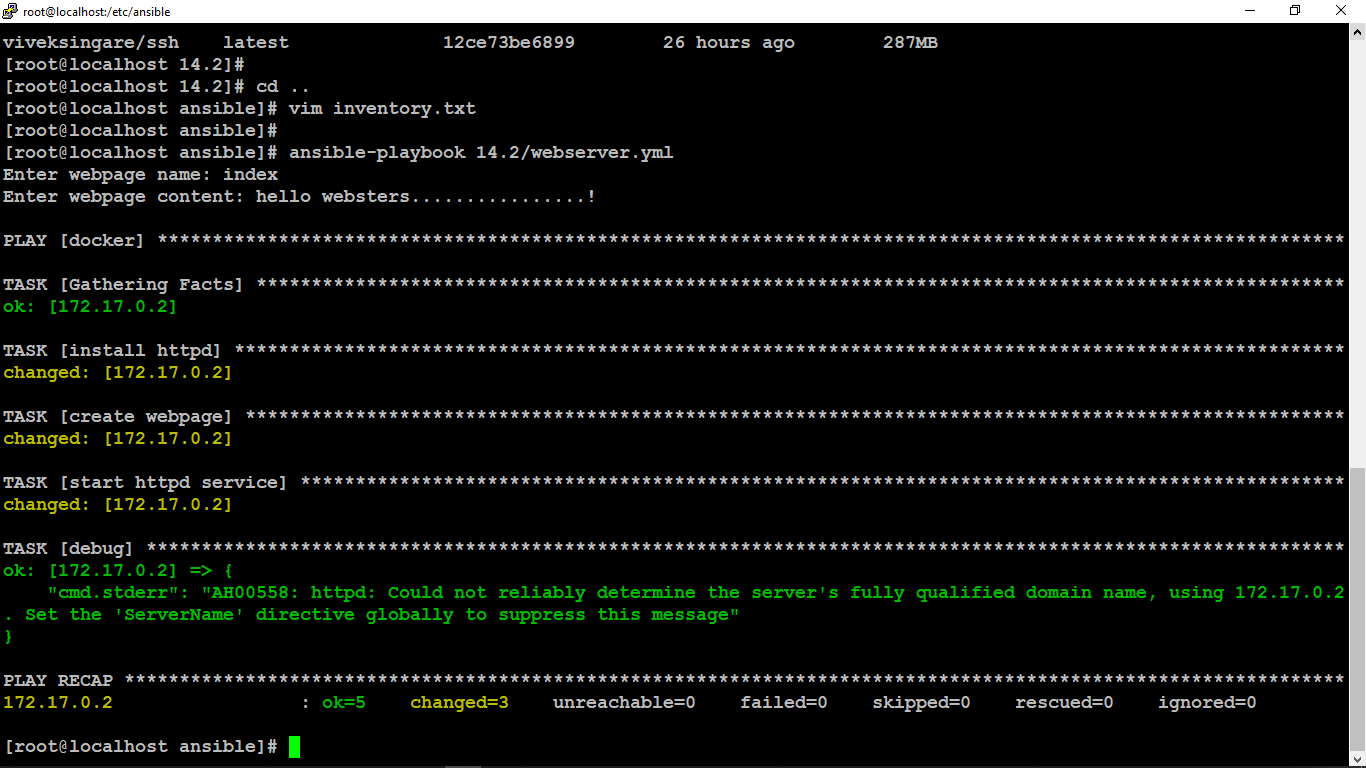 root@localhost:/etc/ansible
viveksingare/ssh    latest              12ce73be6899        26 hours ago        287MB
[root@localhost 14.2]#
[root@localhost 14.2]# cd ..
[root@localhost ansible]# vim inventory.txt
[root@localhost ansible]#
[root@localhost ansible]# ansible-playbook 14.2/webserver.yml
Enter webpage name: index
Enter webpage content: hello websters................!
PLAY [docker] ************************************************************************************************************
TASK [Gathering Facts] ***************************************************************************************************
ok: [172.17.0.2]
TASK [install httpd] *****************************************************************************************************
changed: [172.17.0.2]
TASK [create webpage] ****************************************************************************************************
changed: [172.17.0.2]
TASK [start httpd service] ***********************************************************************************************
changed: [172.17.0.2]
TASK [debug] *************************************************************************************************************
ok: [172.17.0.2] => {
    "cmd.stderr": "AH00558: httpd: Could not reliably determine the server's fully qualified domain name, using 172.17.0.2
. Set the 'ServerName' directive globally to suppress this message"
}
PLAY RECAP ***************************************************************************************************************
172.17.0.2                 : ok=5    changed=3    unreachable=0    failed=0    skipped=0    rescued=0    ignored=0
[root@localhost ansible]#